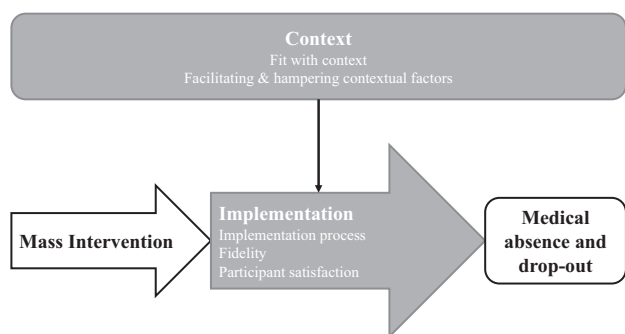 Context
Fit with context
Facilitating & hampering contextual factors
Implementation
Implementation process
Fidelity
Participant satisfaction
Mass Intervention
Medical
absence and
drop-out